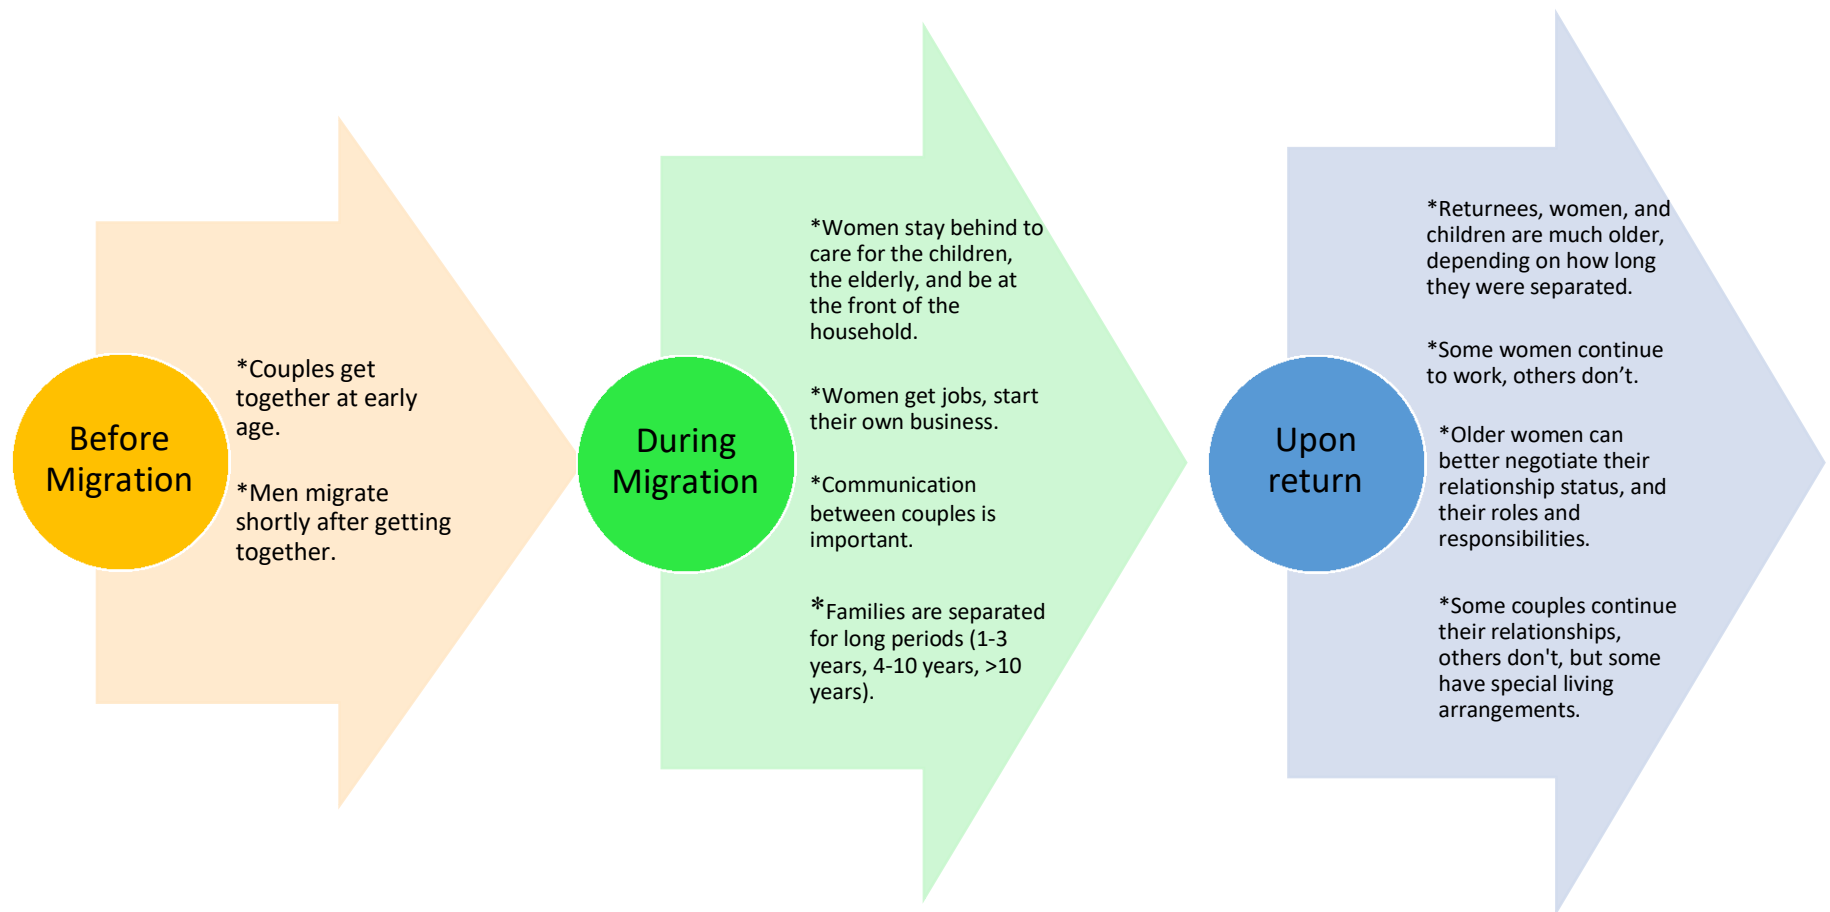 Before
Migration
*Couples get
together at early
age.
*Men migrate
shortly after getting
together.
During
Migration
*Women stay behind to
care for the children,
the elderly, and be at
the front of the
household.
*Women get jobs, start
their own business.
*Communication
between couples is
important.
*Families are separated
for long periods (1-3
years, 4-10 years, >10
years).
Upon
return
*Returnees, women, and
children are much older,
depending on how long
they were separated.
*Some women continue
to work, others don’t.
*Older women can
better negotiate their
relationship status, and
their roles and
responsibilities.
*Some couples continue
their relationships,
others don't, but some
have special living
arrangements.